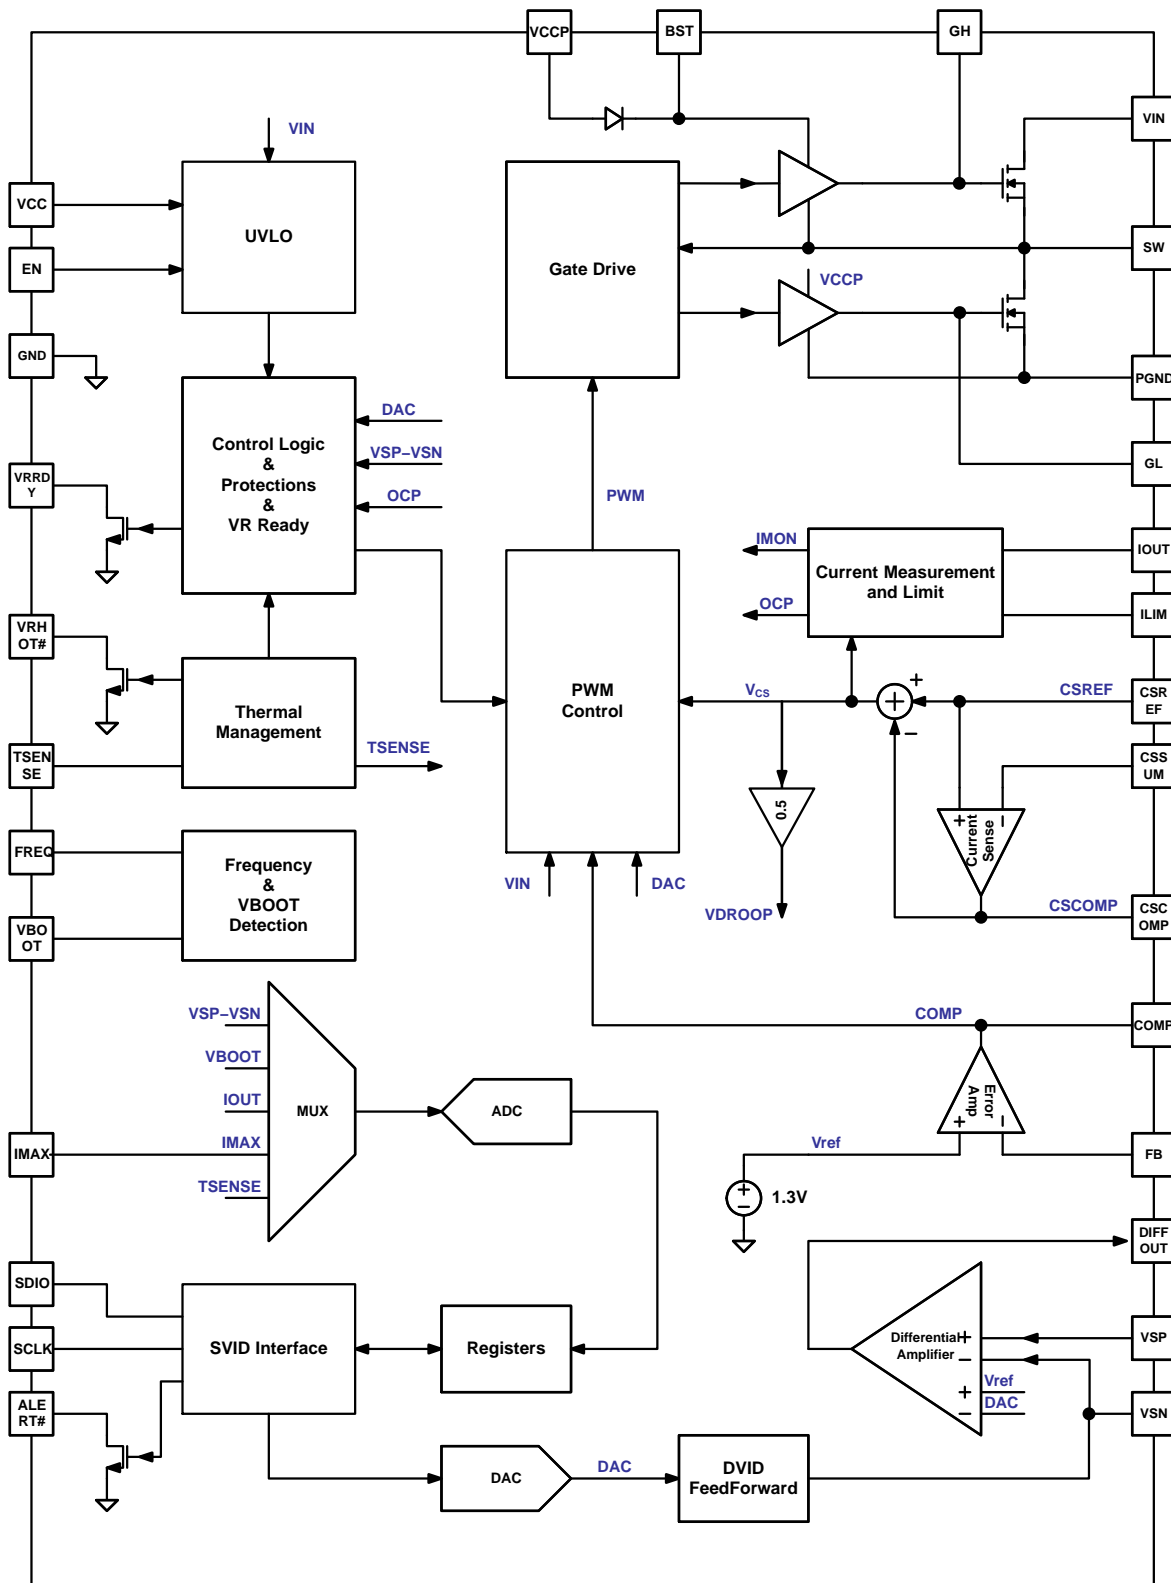 VCCP
BST
GH
VIN
VIN
VCC
UVLO
EN
Gate Drive
SW
VCCP
GND
PGND
DAC
Control Logic
&
Protections
&
VR Ready
VSP–VSN
OCP
VRRD
Y
GL
PWM
IMON
OCP
Current Measurement
and Limit
IOUT
ILIM
VRHM
OT#
Thermal
Management
TSENSE
TSEN
SE
PWM
Control
VCS
+
+
−
CSREF
CSR
EF
CSS
UM
0.5
+
−
Current
Sense
FREQ
Frequency
&
VBOOT
Detection
VBO
OT
VIN
DAC
VDROOP
CSCOMP
CSC
OMP
VSP–VSN
VBOOT
IOUT
IMAX
TSENSE
MUX
ADC
IMAX
COMP
COMP
Error
Amp
+
−
Vref
FB
+
−
1.3V
DIFF
OUT
SDIO
SCLK
ALE
RT#
SVID Interface
Registers
Differential
Amplifier
+
−
+
−
Vref
DAC
VSP
VSN
DAC
DAC
DVID
FeedForward